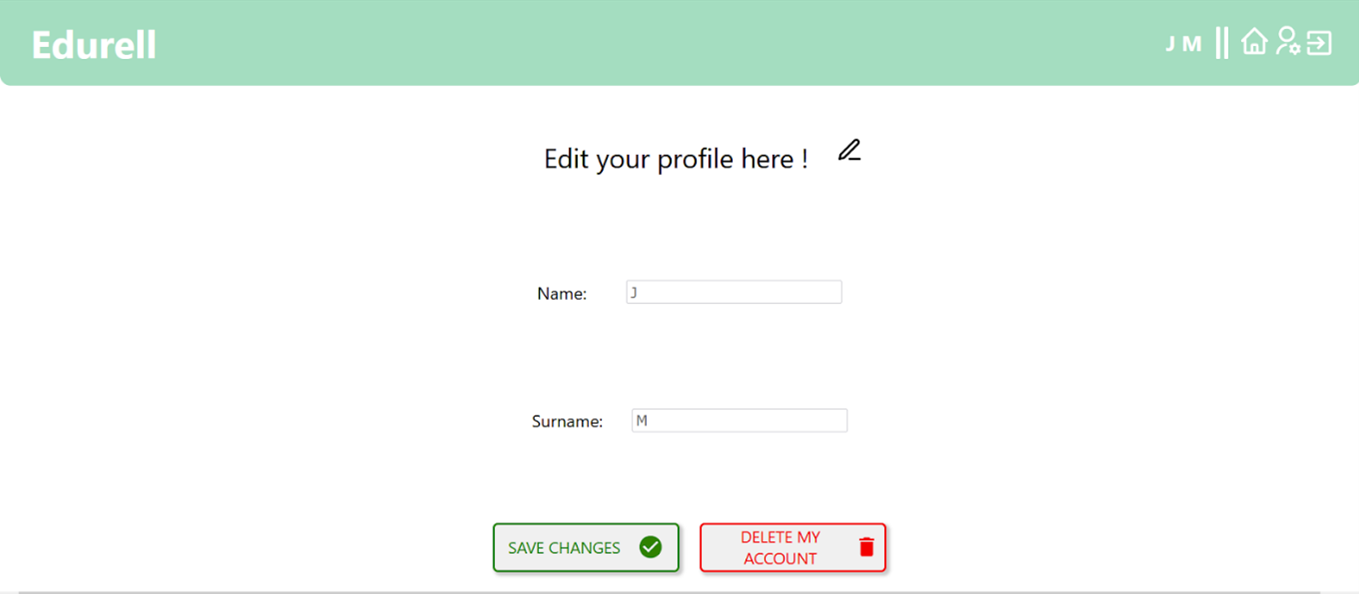 Edurell
J M
Edit your profile here !
Name:
J
Surname:
M
SAVE CHANGES
DELETE MY
ACCOUNT